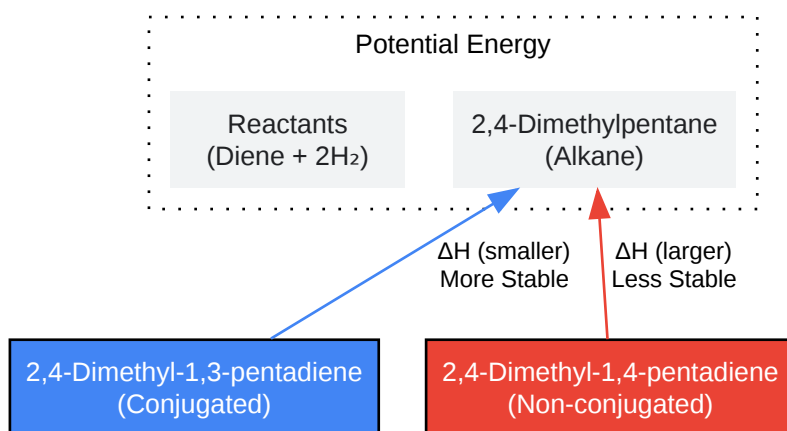 Potential Energy
Reactants
(Diene + 2H₂)
2,4-Dimethylpentane
(Alkane)
ΔH (smaller)
More Stable
ΔH (larger)
Less Stable
2,4-Dimethyl-1,3-pentadiene
(Conjugated)
2,4-Dimethyl-1,4-pentadiene
(Non-conjugated)